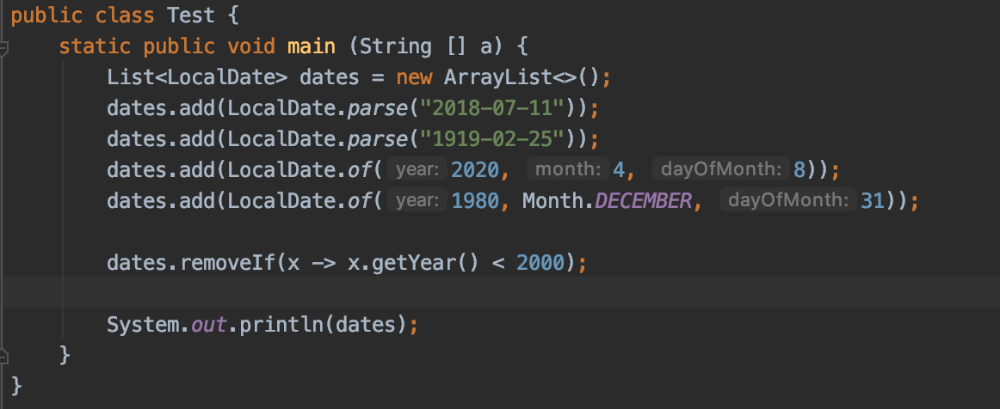 public class Test {
static public void main (String [] a) {
List<LocalDate> dates = new ArrayList<>();
dates.add(LocalDate.parse("2018-07-11"));
dates.add(LocalDate.parse("1919-02-25"));
dates.add(LocalDate.of( year: 2020, month: 4, dayOfMonth: 8));
dates.add(LocalDate.of( year: 1980, Month.DECEMBER, dayOfMonth: 31));
dates.removeIf(x -> x.getYear() < 2000);
System.out.println(dates);
}
}